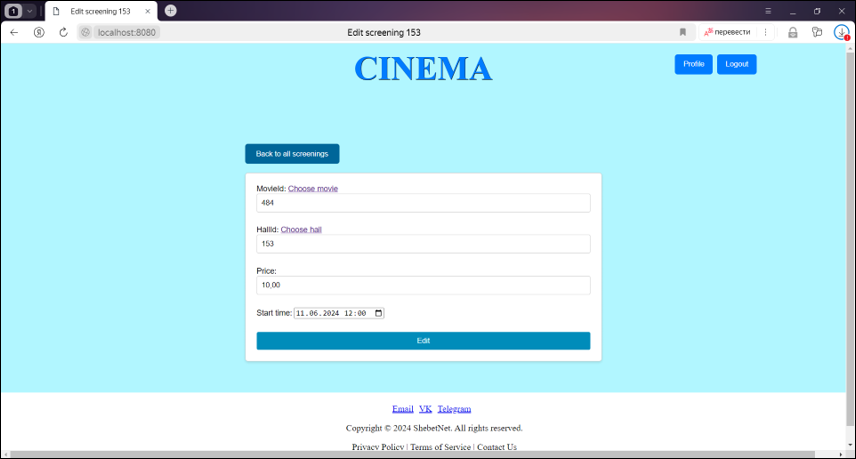 1
Edit screening 153
localhost:8080
Edit screening 153
перевести
CINEMA
Profile
Logout
Back to all screenings
MovieId: Choose movie
484
HallId: Choose hall
153
Price:
10,00
Start time: 11.06.2024 12:00
Edit
Email VK Telegram
Copyright © 2024 ShebetNet. All rights reserved.
Privacy Policy | Terms of Service | Contact Us